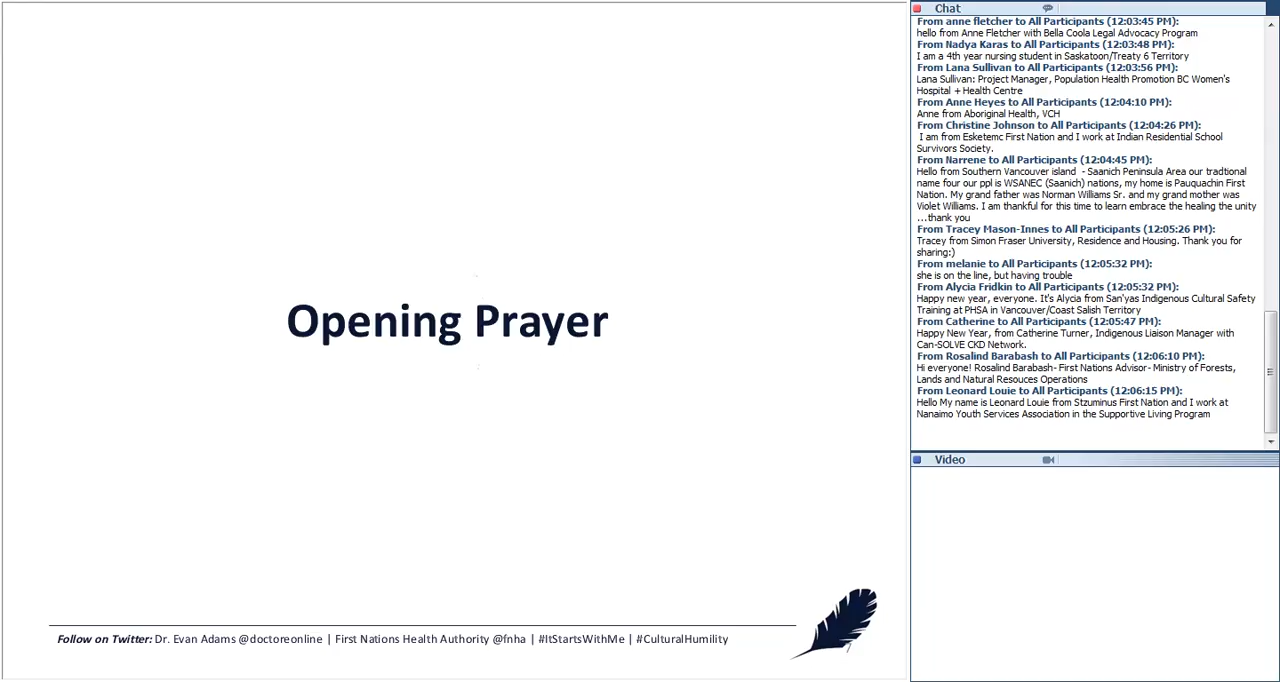 Opening Prayer
Follow on Twitter: Dr. Evan Adams @doctoreonline | First Nations Health Authority @fnha | #ItStartsWithMe | #CulturalHumility
Chat
From anne fletcher to All Participants (12:03:45 PM):
hello from Anne Fletcher with Bella Coola Legal Advocacy Program
From Nadya Karas to All Participants (12:03:48 PM):
I am a 4th year nursing student in Saskatoon/Treaty 6 Territory
From Lana Sullivan to All Participants (12:03:56 PM):
Lana Sullivan: Project Manager, Population Health Promotion BC Women's
Hospital + Health Centre
From Anne Heyes to All Participants (12:04:10 PM):
Anne from Aboriginal Health, VCH
From Christine Johnson to All Participants (12:04:26 PM):
I am from Esketemc First Nation and I work at Indian Residential School
Survivors Society.
From Narrene to All Participants (12:04:45 PM):
Hello from Southern Vancouver island - Saanich Peninsula Area our tradtional
name four our ppl is WSANEC (Saanich) nations, my home is Pauquachin First
Nation. My grand father was Norman Williams Sr. and my grand mother was
Violet Williams. I am thankful for this time to learn embrace the healing the unity
...thank you
From Tracey Mason-Innes to All Participants (12:05:26 PM):
Tracey from Simon Fraser University, Residence and Housing. Thank you for
sharing:)
From melanie to All Participants (12:05:32 PM):
she is on the line, but having trouble
From Alycia Fridkin to All Participants (12:05:32 PM):
Happy new year, everyone. It's Alycia from San'yas Indigenous Cultural Safety
Training at PHSA in Vancouver/Coast Salish Territory
From Catherine to All Participants (12:05:47 PM):
Happy New Year, from Catherine Turner, Indigenous Liaison Manager with
Can-SOLVE CKD Network.
From Rosalind Barabash to All Participants (12:06:10 PM):
Hi everyone! Rosalind Barabash- First Nations Advisor- Ministry of Forests,
Lands and Natural Resouces Operations
From Leonard Louie to All Participants (12:06:15 PM):
Hello My name is Leonard Louie from Stzuminus First Nation and I work at
Nanaimo Youth Services Association in the Supportive Living Program
Video